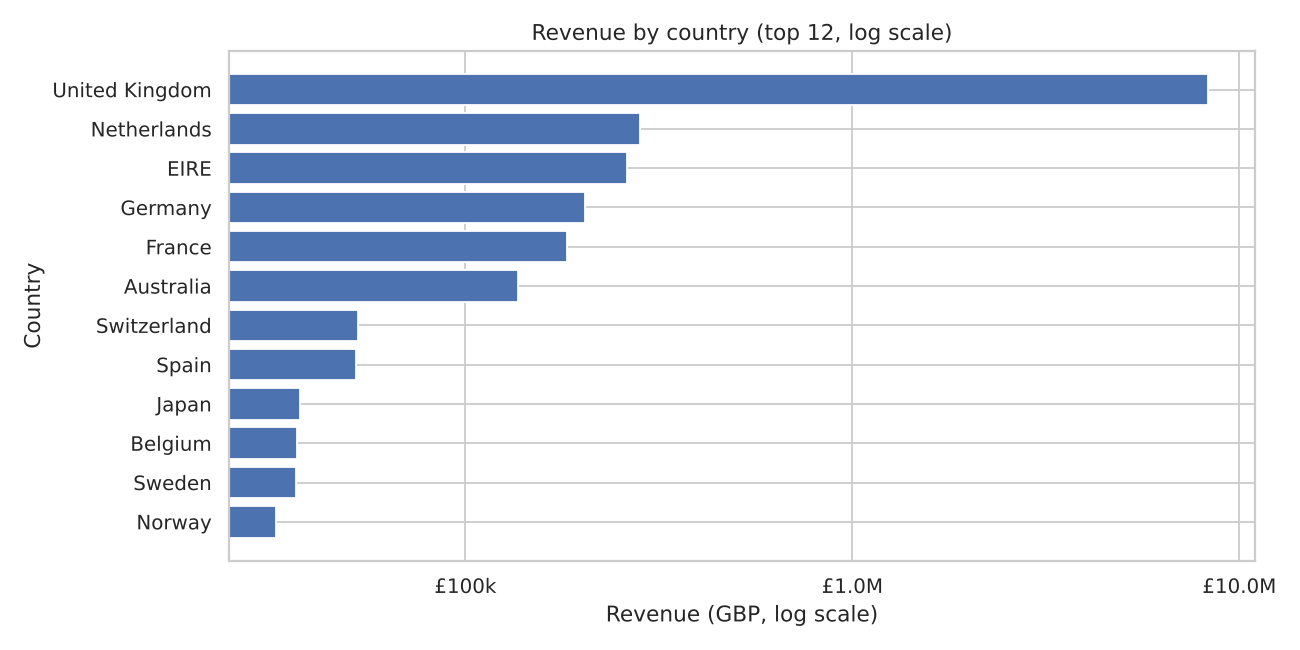 Revenue by country (top 12, log scale)
Country
United Kingdom
Netherlands
EIRE
Germany
France
Australia
Switzerland
Spain
Japan
Belgium
Sweden
Norway
£100k £1.0M £10.0M
Revenue (GBP, log scale)